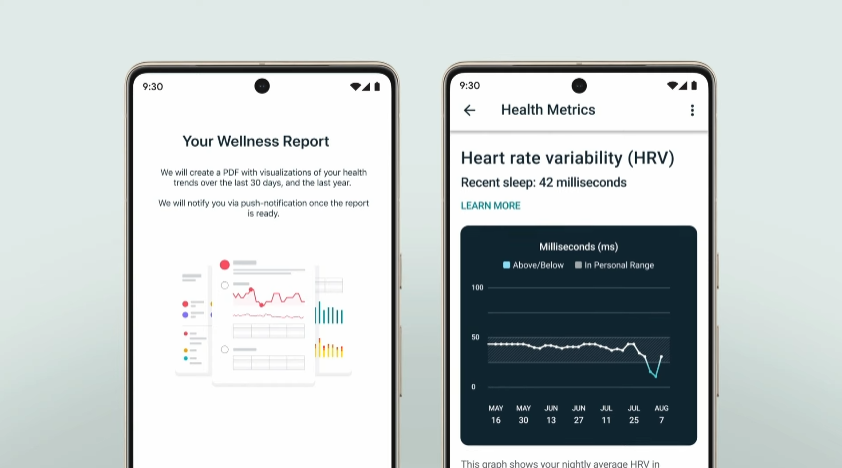 9:30
Your Wellness Report
We will create a PDF with visualizations of your health
trends over the last 30 days, and the last year.
We will notify you via push-notification once the report
is ready.
9:30
Health Metrics
Heart rate variability (HRV)
Recent sleep: 42 milliseconds
LEARN MORE
Milliseconds (ms)
Above/Below In Personal Range
100
50
0
MAY MAY JUN JUN JUL JUL AUG
16 30 13 27 11 25 7
This graph shows your nightly average HRV in